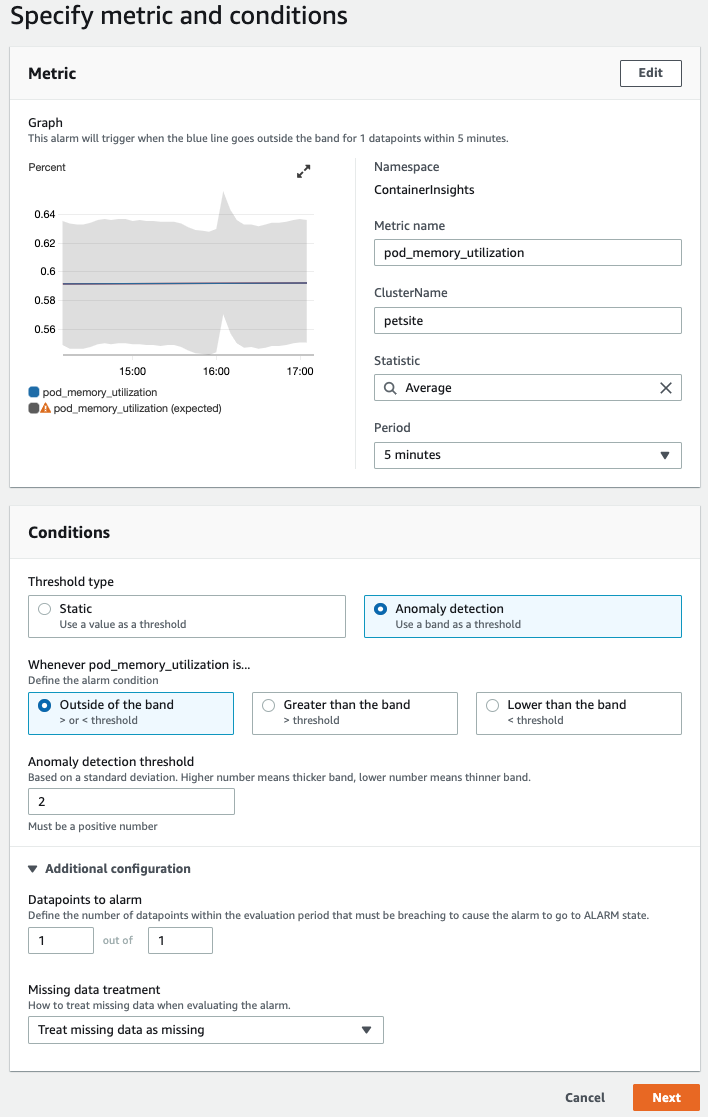 Specify metric and conditions
Metric
Edit
Graph
This alarm will trigger when the blue line goes outside the band for 1 datapoints within 5 minutes.
Percent
0.64
0.62
0.6
0.58
0.56
15:00 16:00 17:00
pod_memory_utilization
pod_memory_utilization (expected)
Namespace
ContainerInsights
Metric name
pod_memory_utilization
ClusterName
petsite
Statistic
Average
Period
5 minutes
Conditions
Threshold type
Static
Use a value as a threshold
Anomaly detection
Use a band as a threshold
Whenever pod_memory_utilization is...
Define the alarm condition
Outside of the band
> or < threshold
Greater than the band
> threshold
Lower than the band
< threshold
Anomaly detection threshold
Based on a standard deviation. Higher number means thicker band, lower number means thinner band.
2
Must be a positive number
Additional configuration
Datapoints to alarm
Define the number of datapoints within the evaluation period that must be breaching to cause the alarm to go to ALARM state.
1 out of 1
Missing data treatment
How to treat missing data when evaluating the alarm.
Treat missing data as missing
Cancel
Next